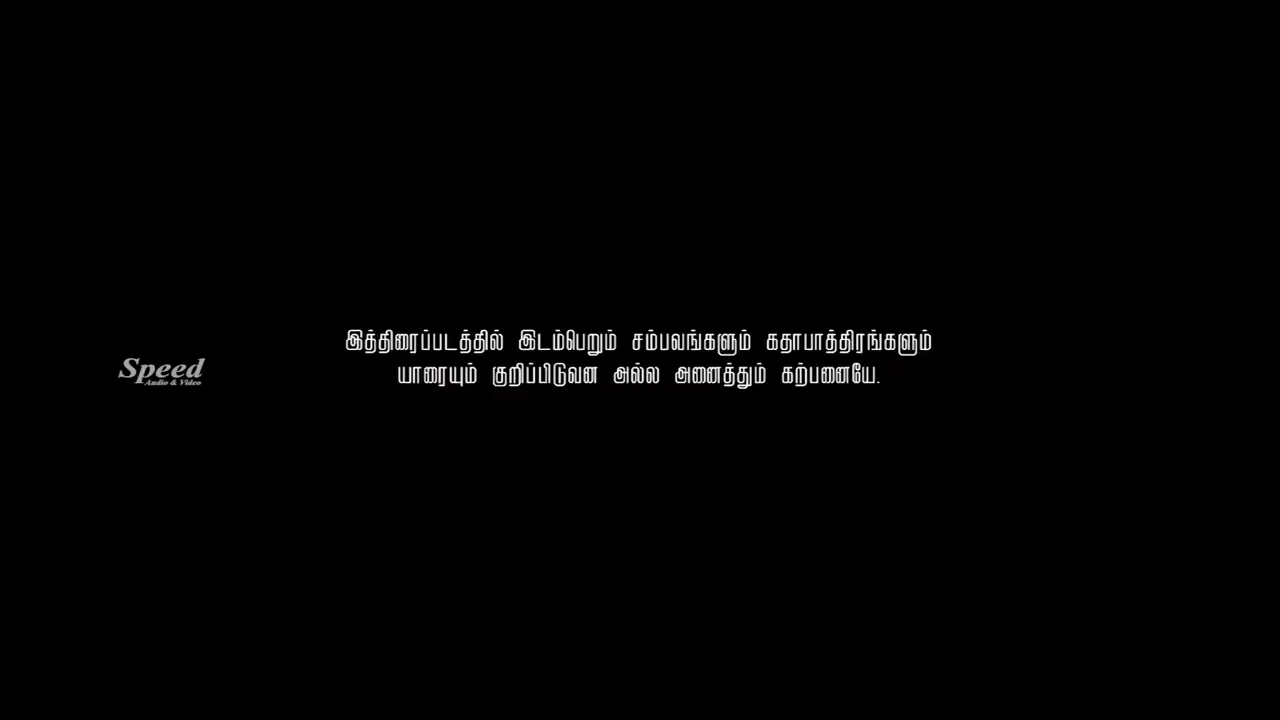 இத்திரைப்படத்தில் இடம்பெறும் சம்பவங்களும் கதாபாத்திரங்களும்
யாரையும் குறிப்பிடுவன அல்ல அனைத்தும் கற்பனையே.
Speed
Audio & Video